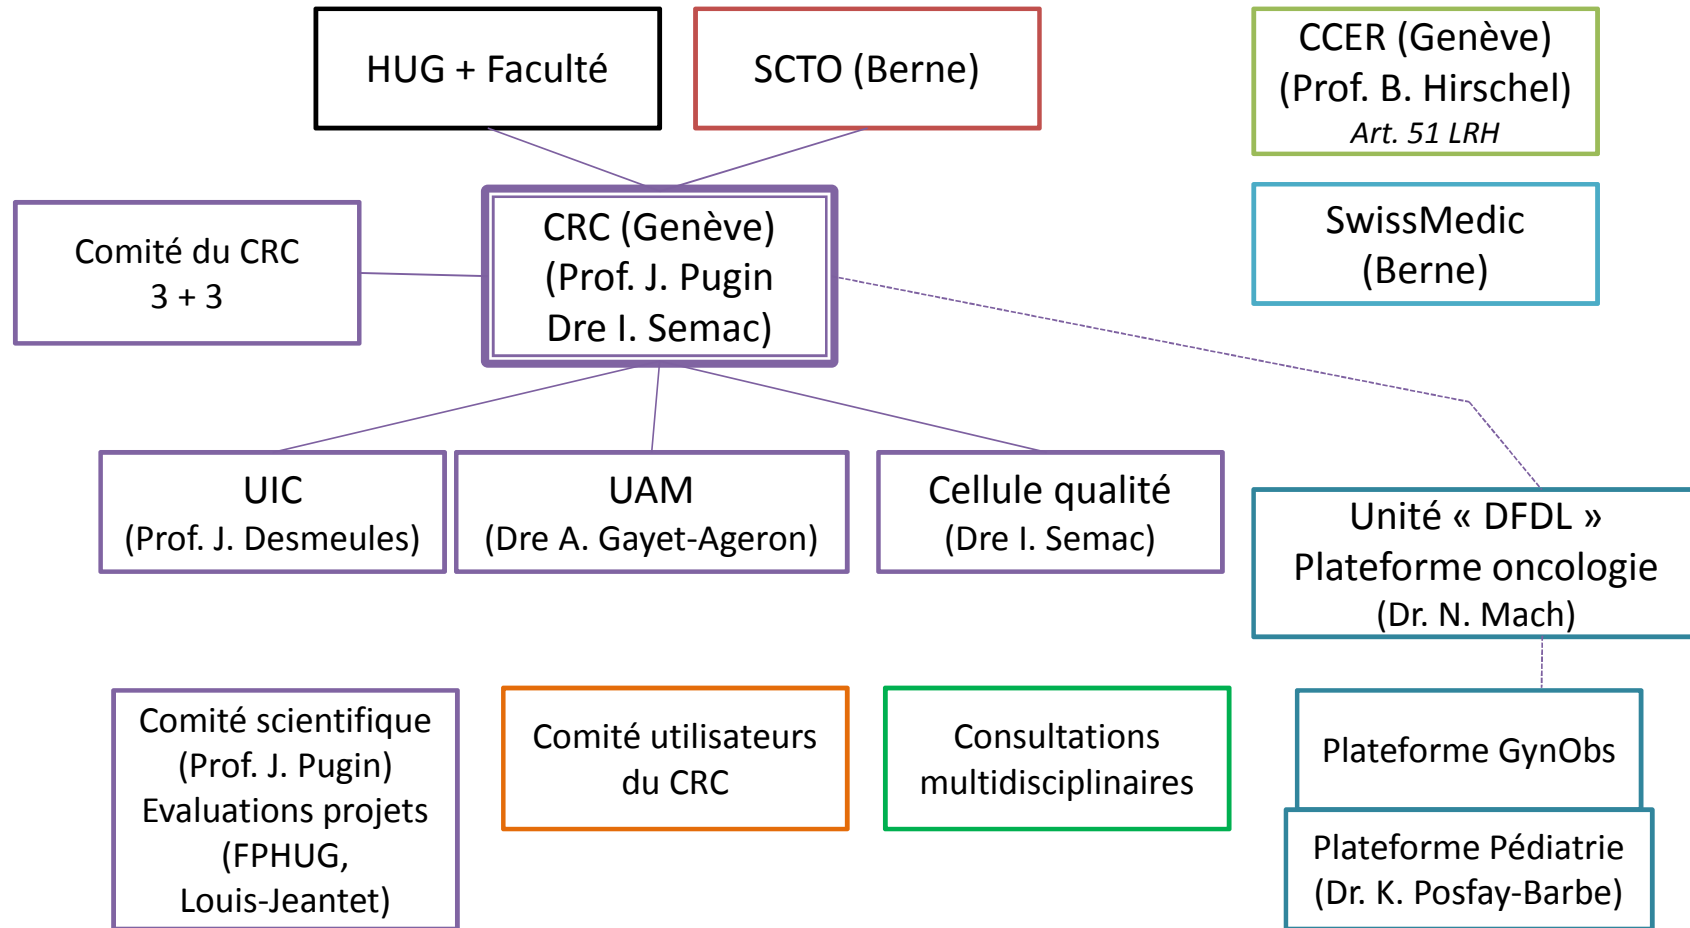 HUG + Faculté
SCTO (Berne)
CCER (Genève)
(Prof. B. Hirschel)
Art. 51 LRH
Comité du CRC
3 + 3
CRC (Genève)
(Prof. J. Pugin
Dre I. Semac)
SwissMedic
(Berne)
UIC
(Prof. J. Desmeules)
UAM
(Dre A. Gayet-Ageron)
Cellule qualité
(Dre I. Semac)
Unité « DFDL »
Plateforme oncologie
(Dr. N. Mach)
Comité scientifique
(Prof. J. Pugin)
Evaluations projets
(FPHUG,
Louis-Jeantet)
Comité utilisateurs
du CRC
Consultations
multidisciplinaires
Plateforme GynObs
Plateforme Pédiatrie
(Dr. K. Posfay-Barbe)